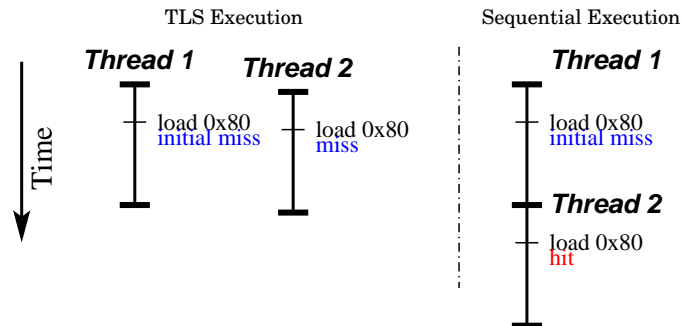 TLS Execution
Sequential Execution
Thread 1
Thread 2
Thread 1
Time
load 0x80
initial miss
load 0x80
miss
load 0x80
initial miss
Thread 2
load 0x80
hit